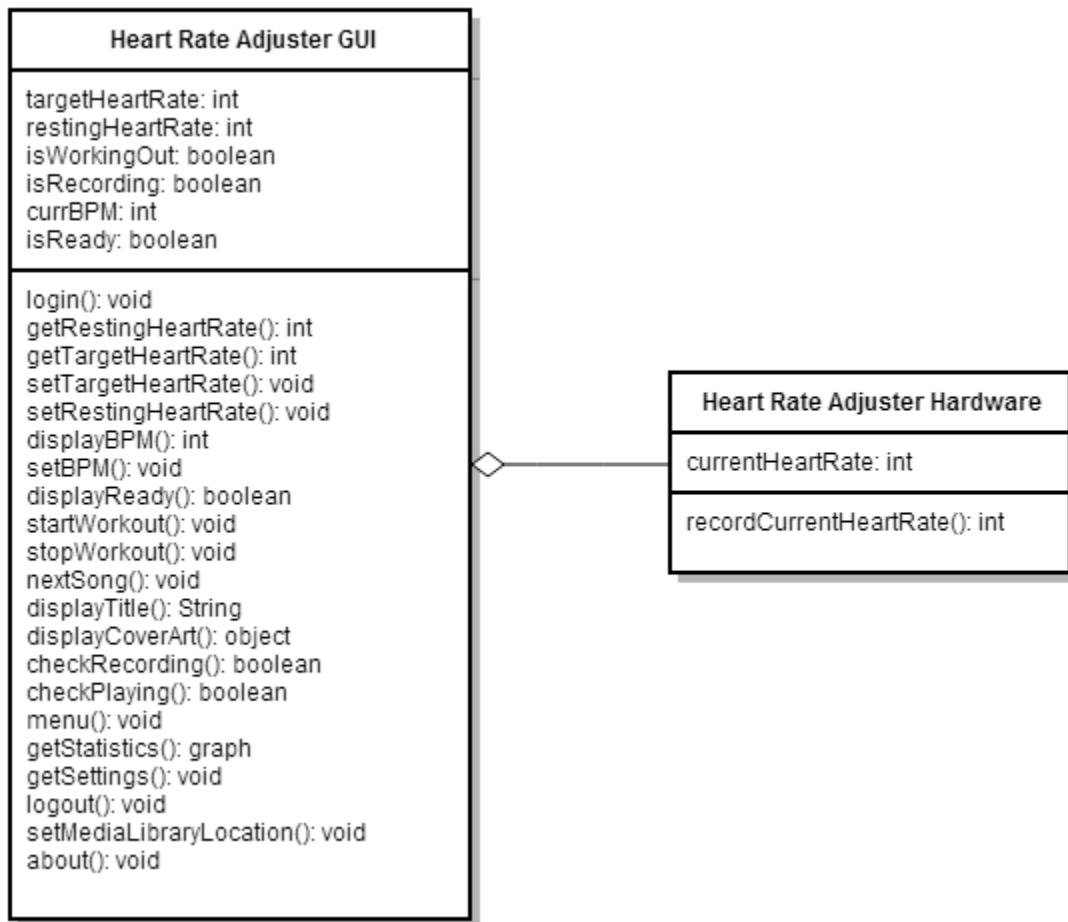 Heart Rate Adjuster GUI
targetHeartRate: int
restingHeartRate: int
isWorkingOut: boolean
isRecording: boolean
currBPM: int
isReady: boolean
login(): void
getRestingHeartRate(): int
getTargetHeartRate(): int
setTargetHeartRate(): void
setRestingHeartRate(): void
displayBPM(): int
setBPM(): void
displayReady(): boolean
startWorkout(): void
stopWorkout(): void
nextSong(): void
displayTitle(): String
displayCoverArt(): object
checkRecording(): boolean
checkPlaying(): boolean
menu(): void
getStatistics(): graph
getSettings(): void
logout(): void
setMediaLibraryLocation(): void
about(): void
Heart Rate Adjuster Hardware
currentHeartRate: int
recordCurrentHeartRate(): int